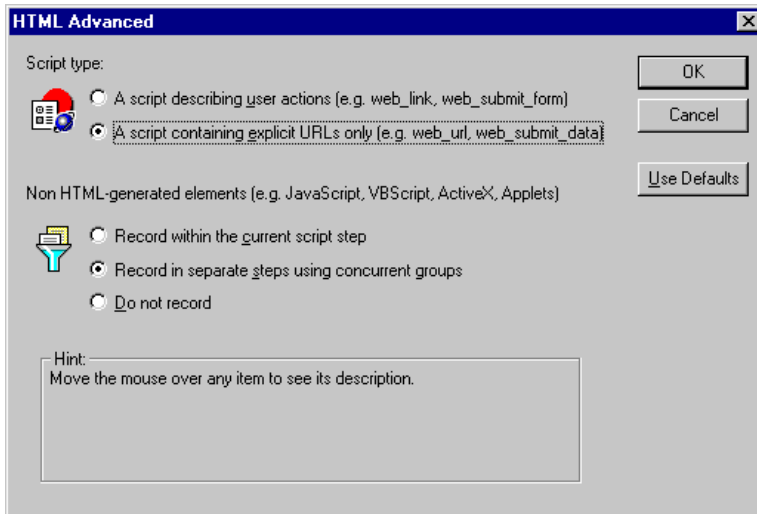 HTML Advanced
Script type:
A script describing user actions (e.g. web_link, web_submit_form)
A script containing explicit URLs only (e.g. web_url, web_submit_data)
Non HTML-generated elements (e.g. JavaScript, VBScript, ActiveX, Applets)
Record within the current script step
Record in separate steps using concurrent groups
Do not record
Hint:
Move the mouse over any item to see its description.
OK
Cancel
Use Defaults